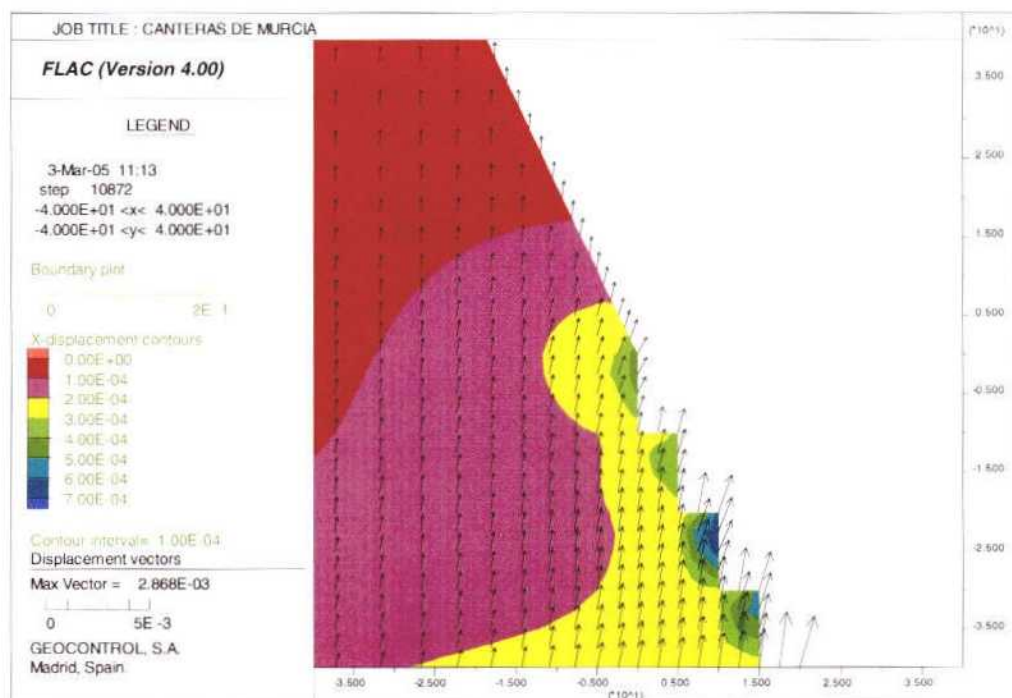 JOB TITLE : CANTERAS DE MURCIA
FLAC (Version 4.00)
LEGEND
3-Mar-05 11:13
step 10872
-4.000E+01 <x< 4.000E+01
-4.000E+01 <y< 4.000E+01
Boundary plot
0 2E 1
X-displacement contours
0.00E+00
1.00E-04
2.00E-04
3.00E-04
4.00E-04
5.00E-04
6.00E-04
7.00E-04
Contour interval= 1.00E-04
Displacement vectors
Max Vector = 2.868E-03
0 5E -3
GEOCONTROL, S.A.
Madrid, Spain
(*10^1)
3.500
2.500
1.500
0.500
-0.500
-1.500
-2.500
-3.500
-3.500 -2.500 -1.500 -0.500 0.500 1.500 2.500 3.500
(*10^1)